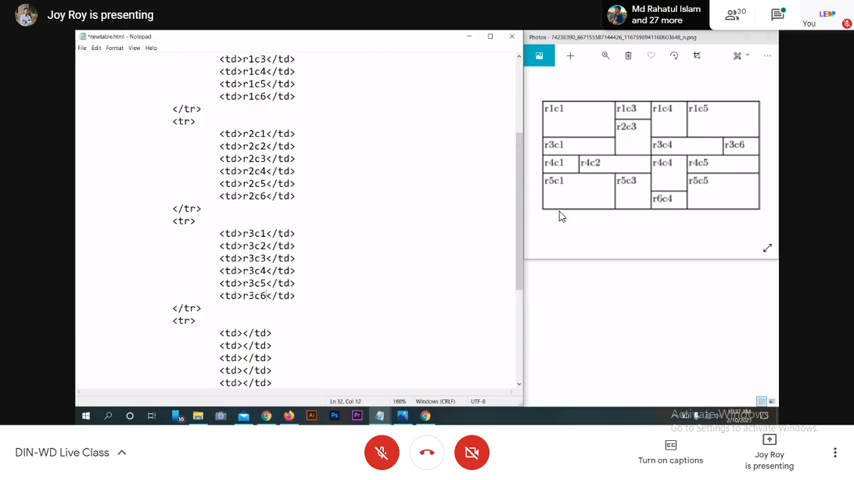 Joy Roy is presenting
Md Rahatul Islam
and 27 more
30
You
*newtable.html - Notepad
File Edit Format View Help
<td>r1c3</td>
<td>r1c4</td>
<td>r1c5</td>
<td>r1c6</td>
</tr>
<tr>
<td>r2c1</td>
<td>r2c2</td>
<td>r2c3</td>
<td>r2c4</td>
<td>r2c5</td>
<td>r2c6</td>
</tr>
<tr>
<td>r3c1</td>
<td>r3c2</td>
<td>r3c3</td>
<td>r3c4</td>
<td>r3c5</td>
<td>r3c6</td>
</tr>
<tr>
<td></td>
<td></td>
<td></td>
<td></td>
<td></td>
Ln 32, Col 12 160% Windows (CRLF) UTF-8
r1c1 r1c3 r1c4 r1c5
r2c3
r3c1 r3c4 r3c6
r4c1 r4c2 r4c4 r4c5
r5c1 r5c3 r5c5
r6c4
Activate Windows
Go to Settings to activate Windows.
2/10/2021
DIN-WD Live Class
Turn on captions
Joy Roy
is presenting